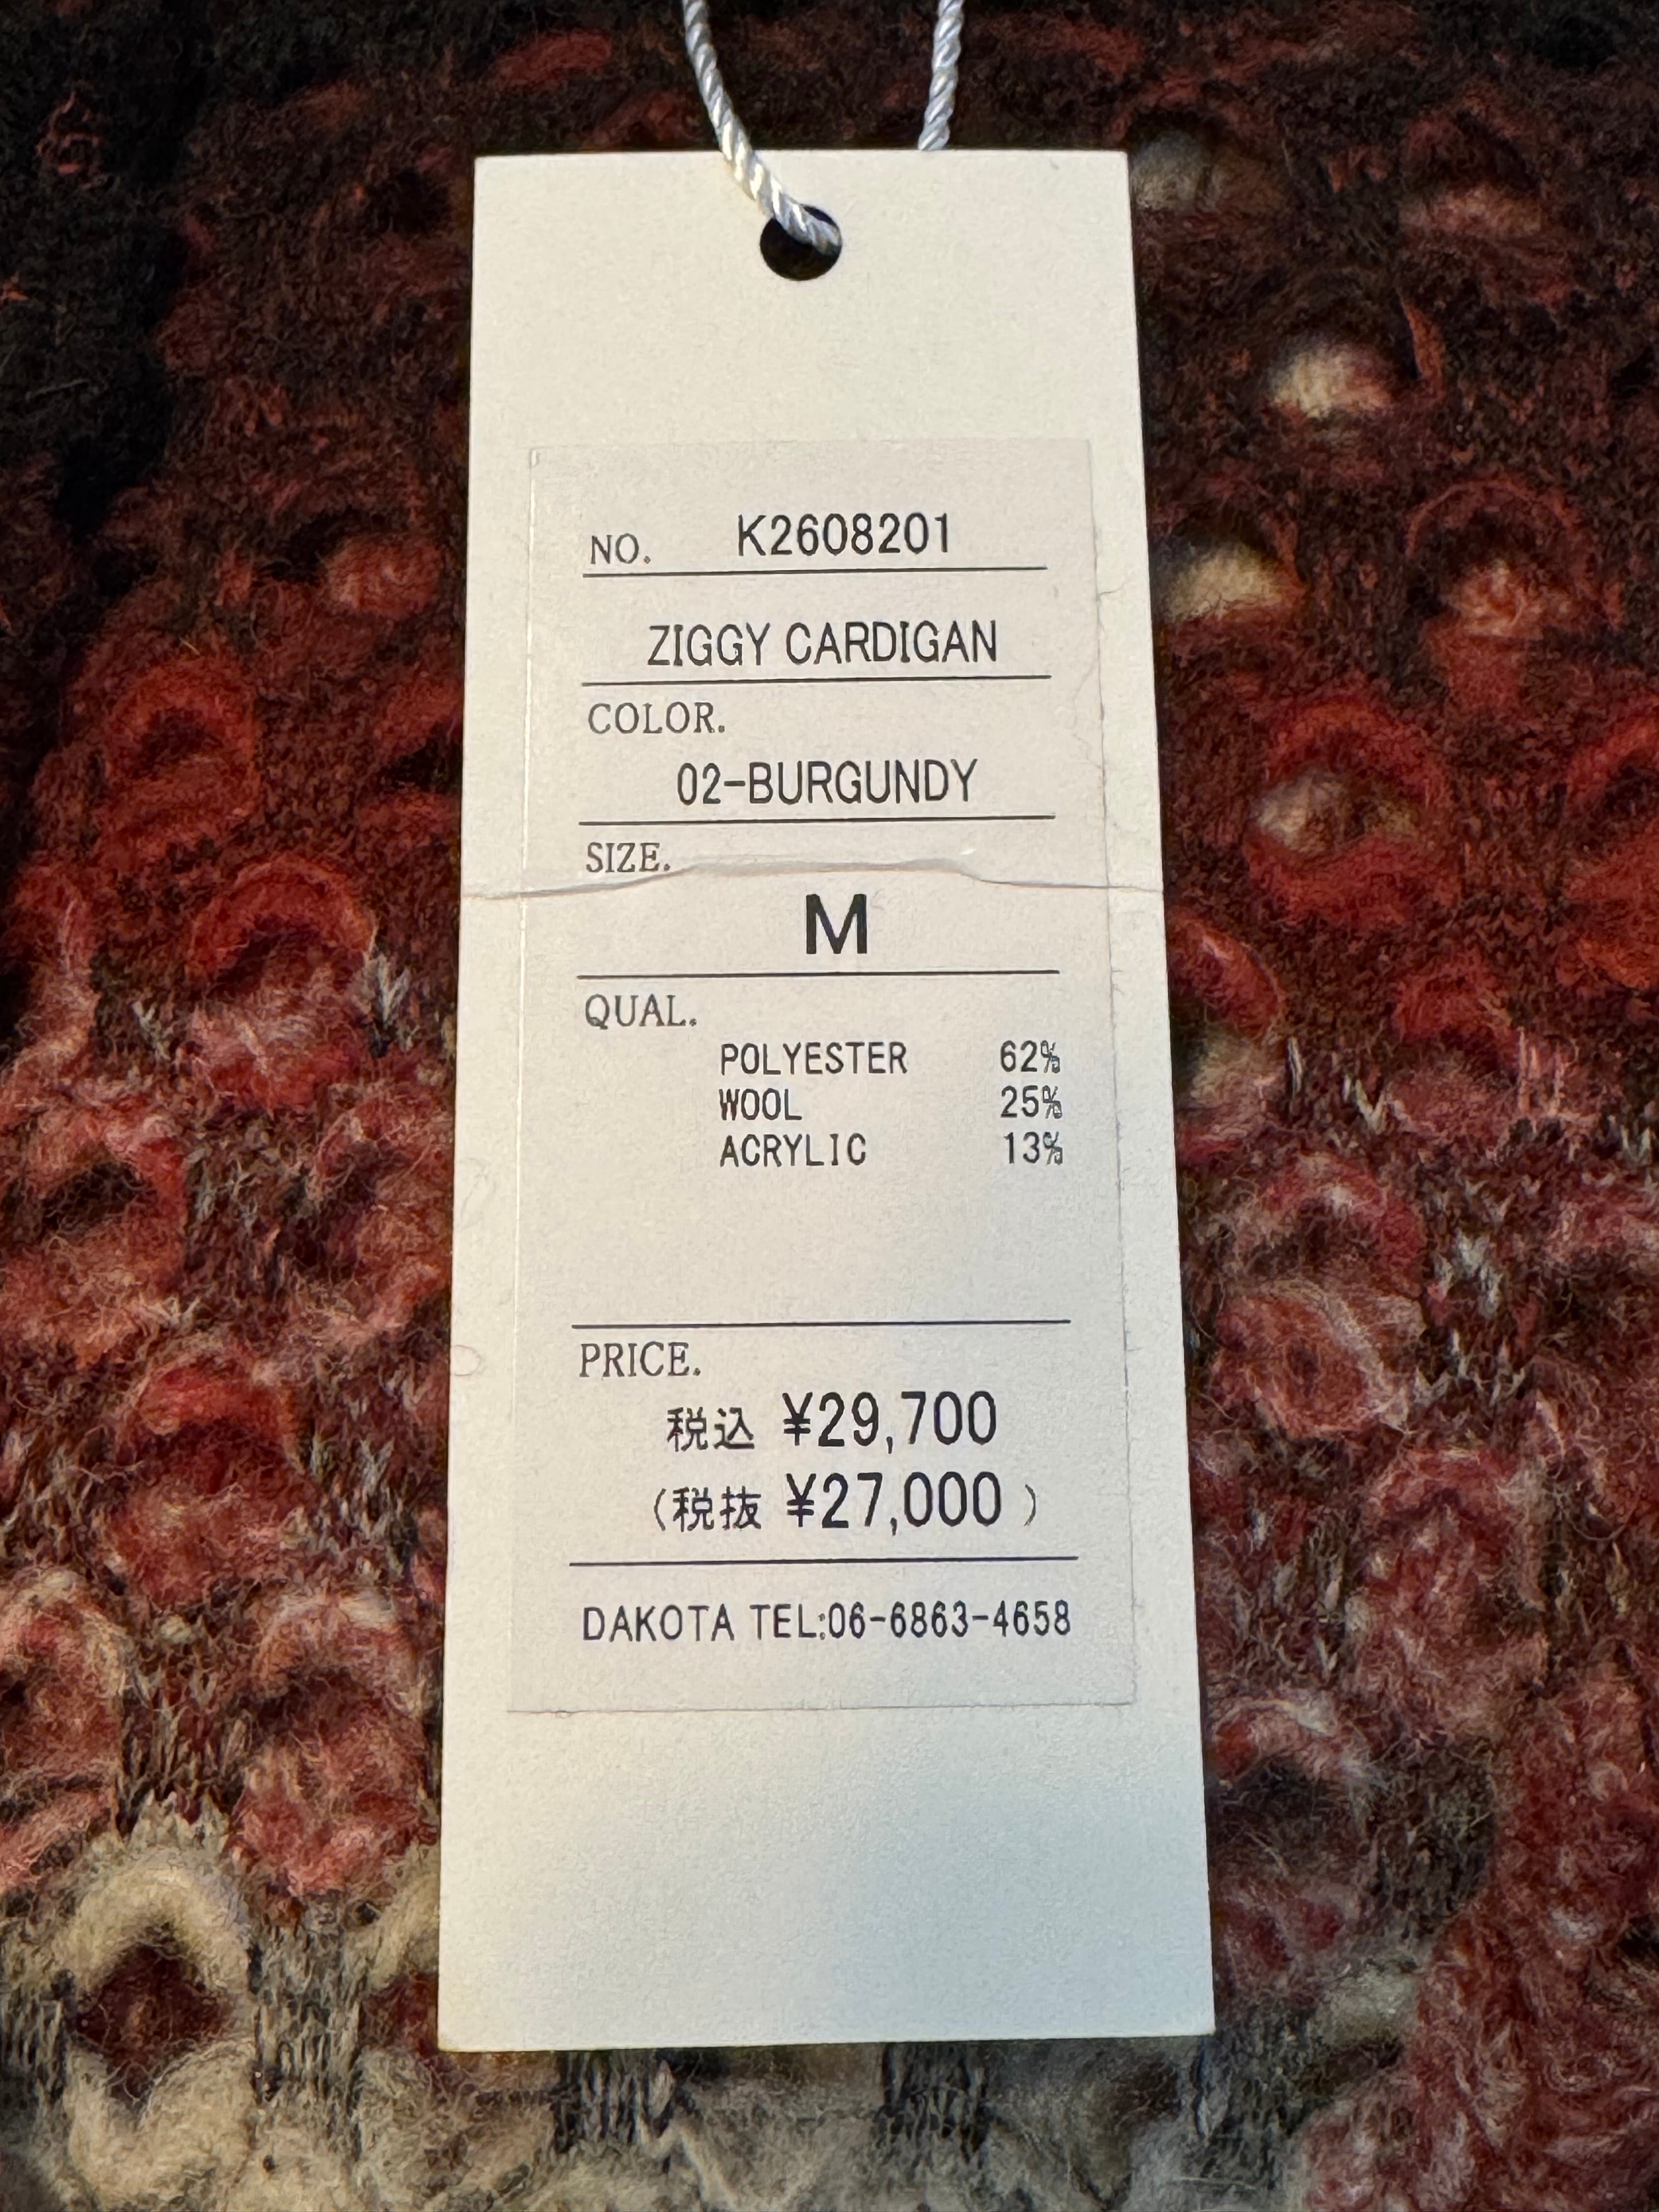 NO. K2608201
ZIGGY CARDIGAN
COLOR.
02-BURGUNDY
SIZE.
M
QUAL.
POLYESTER 62%
WOOL 25%
ACRYLIC 13%
PRICE.
税込 ¥29,700
(税抜 ¥27,000 )
DAKOTA TEL:06-6863-4658